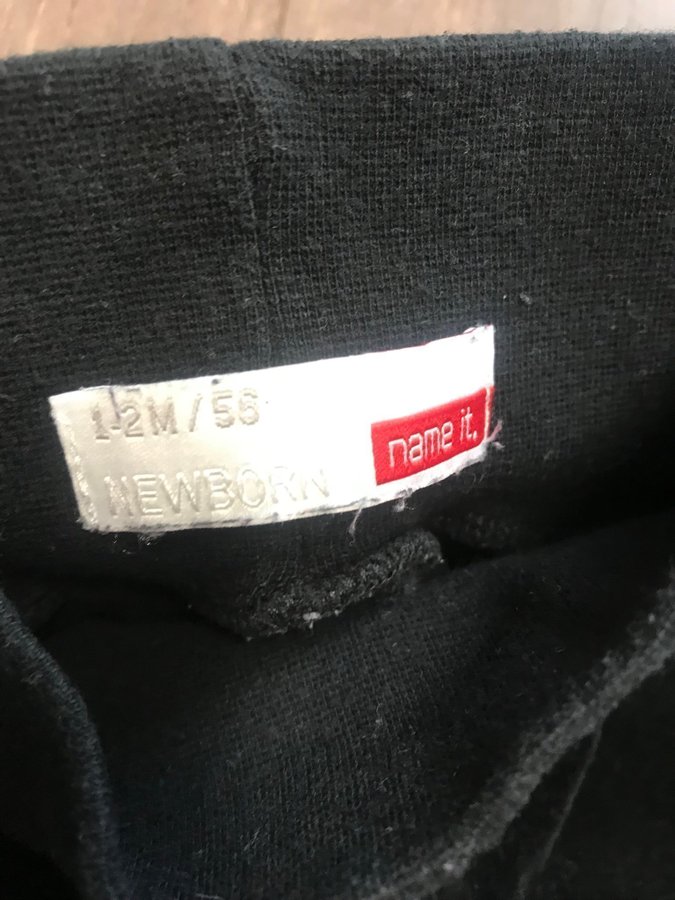 1-2M / 56
NEWBORN
name it.